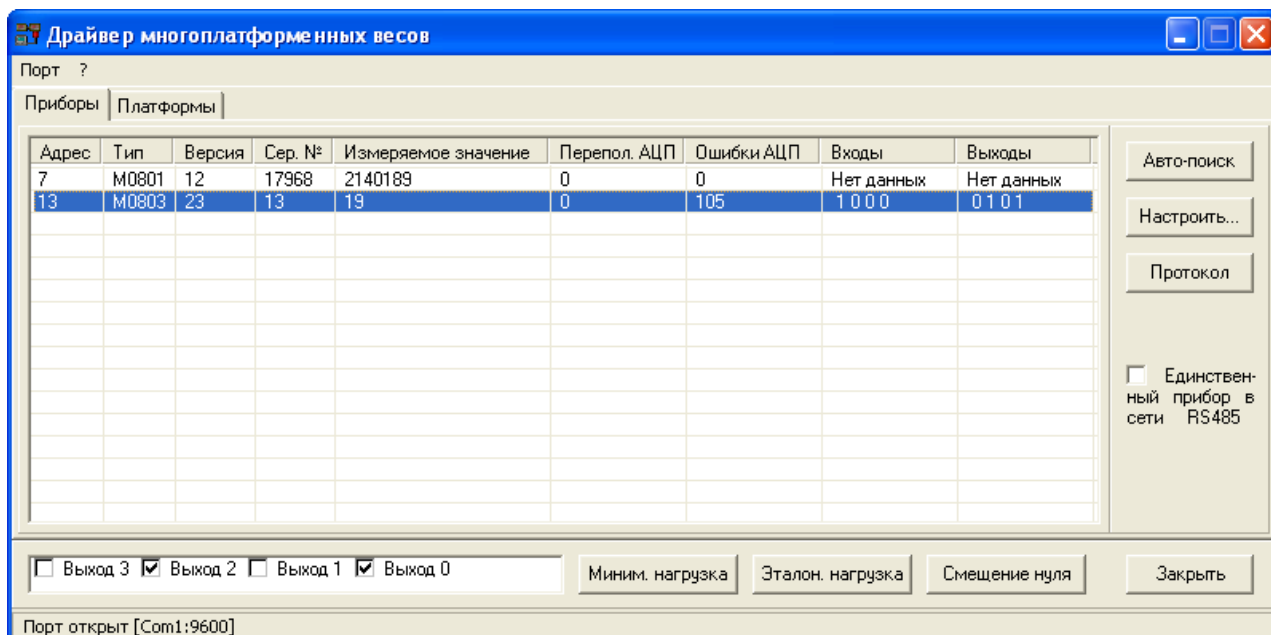 Драйвер многоплатформенных весов
Порт ?
Приборы Платформы
Адрес Тип Версия Сер. № Измеряемое значение Перепол. АЦП Ошибки АЦП Входы Выходы
7 М0801 12 17968 2140189 0 0 Нет данных Нет данных
13 М0803 23 13 19 0 105 1 0 0 0 0 1 0 1
Авто-поиск
Настроить...
Протокол
Единствен-
ный прибор в
сети RS485
Выход 3 Выход 2 Выход 1 Выход 0
Миним. нагрузка Эталон. нагрузка Смещение нуля Закрыть
Порт открыт [Com1:9600]